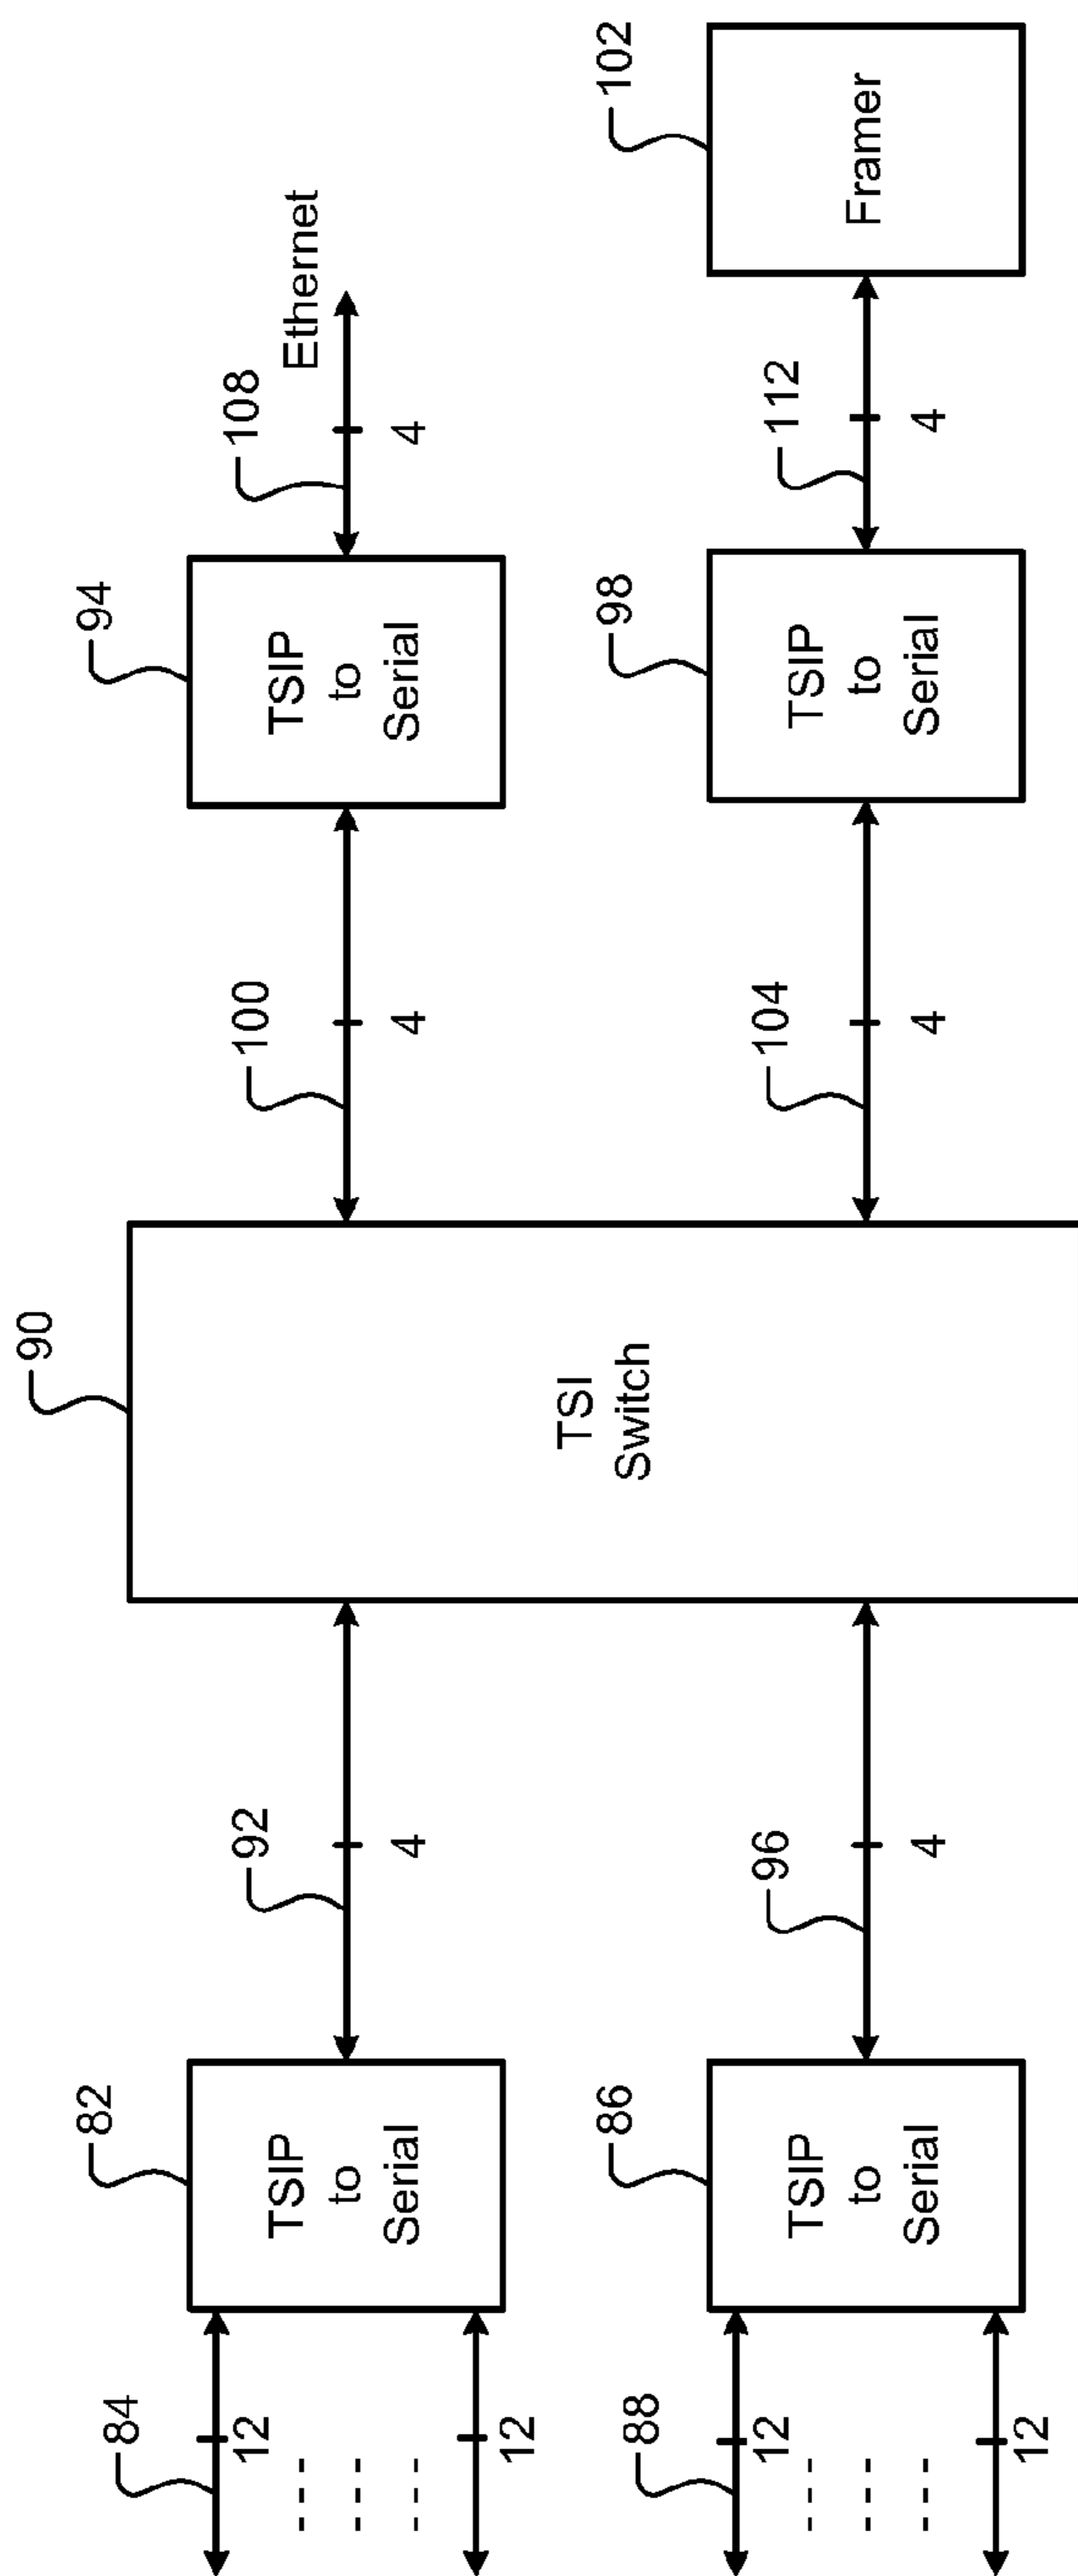 84
12
12
82
TSIP
to
Serial
92
4
90
TSI
Switch
100
4
94
TSIP
to
Serial
108
4
Ethernet
88
12
12
86
TSIP
to
Serial
96
4
104
4
98
TSIP
to
Serial
112
4
102
Framer